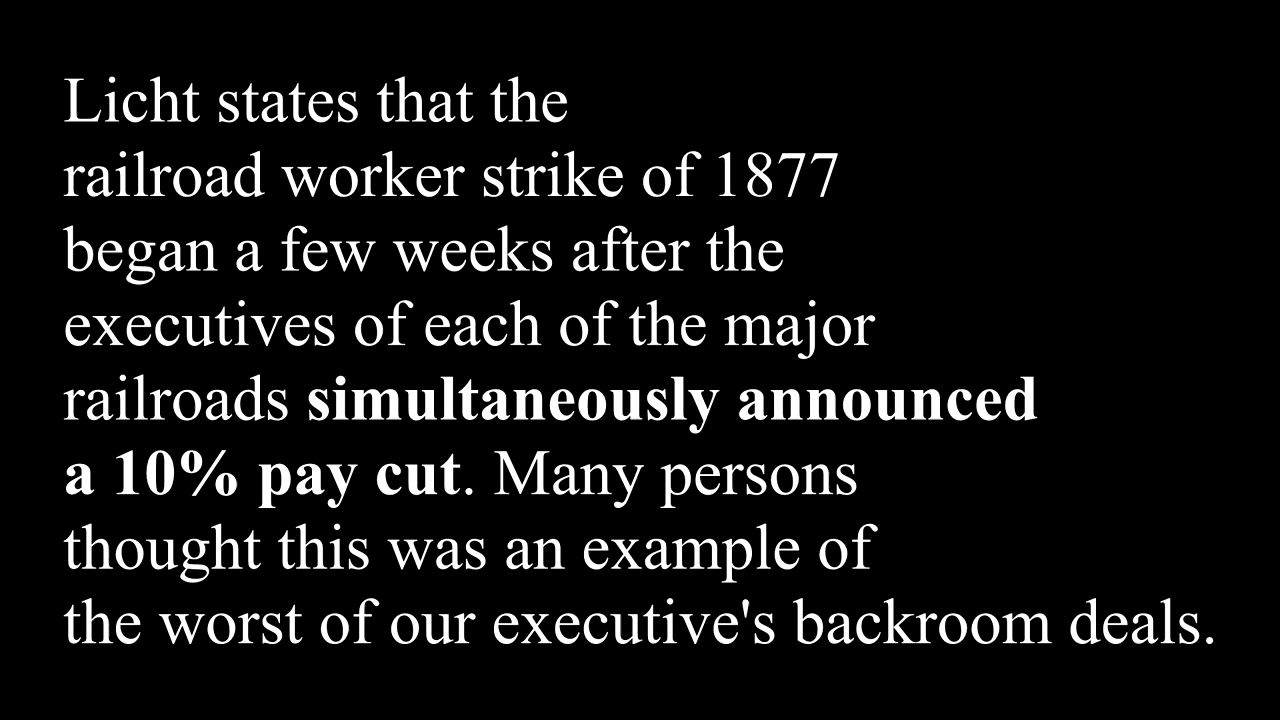 Licht states that the
railroad worker strike of 1877
began a few weeks after the
executives of each of the major
railroads simultaneously announced
a 10% pay cut. Many persons
thought this was an example of
the worst of our executive's backroom deals.